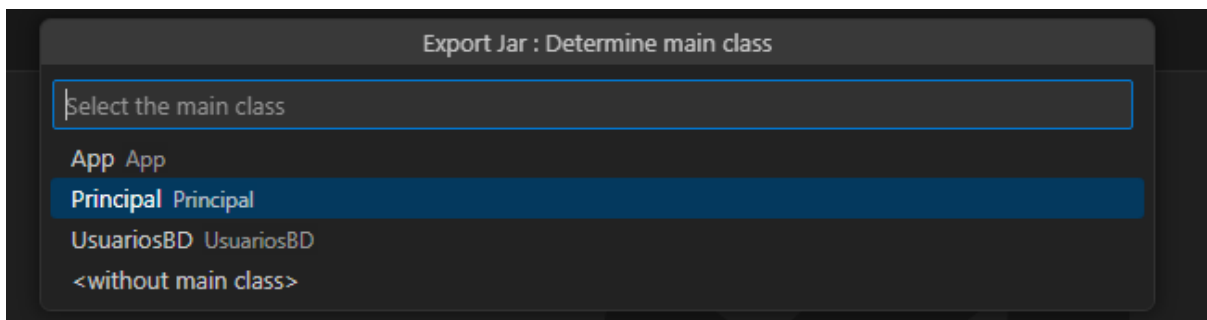 Export Jar : Determine main class
Select the main class
App App
Principal Principal
UsuariosBD UsuariosBD
<without main class>